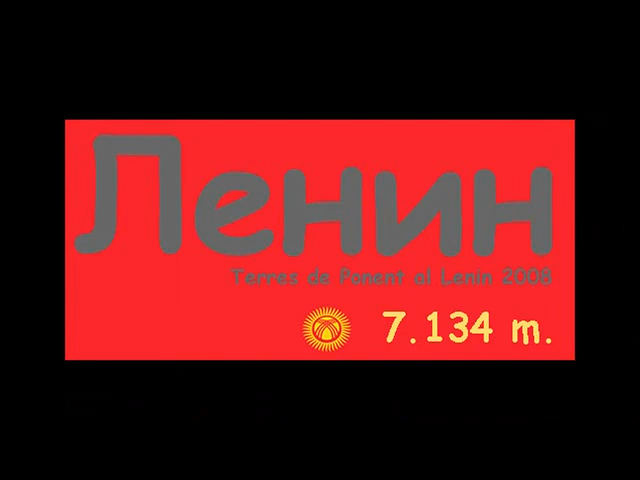 Ленин
Terres de Ponent al Lenin 2008
7.134 m.